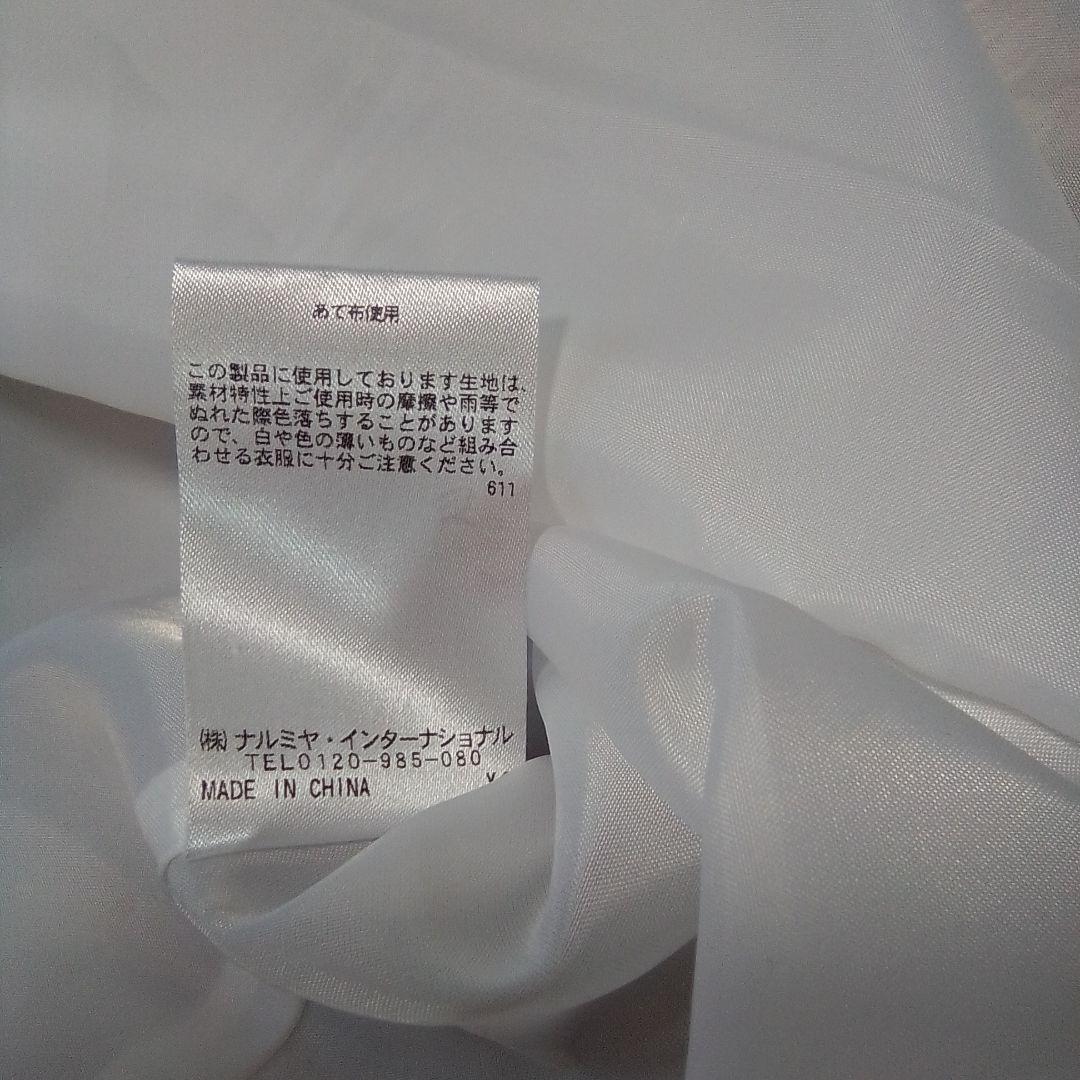 あて布使用
この製品に使用しております生地は、
素材特性上ご使用時の摩擦や雨等で
ぬれた際色落ちすることがあります
ので、白や色の薄いものなど組み合
わせる衣服に十分ご注意ください。
611
(株)ナルミヤ・インターナショナル
TEL0120-985-080
MADE IN CHINA